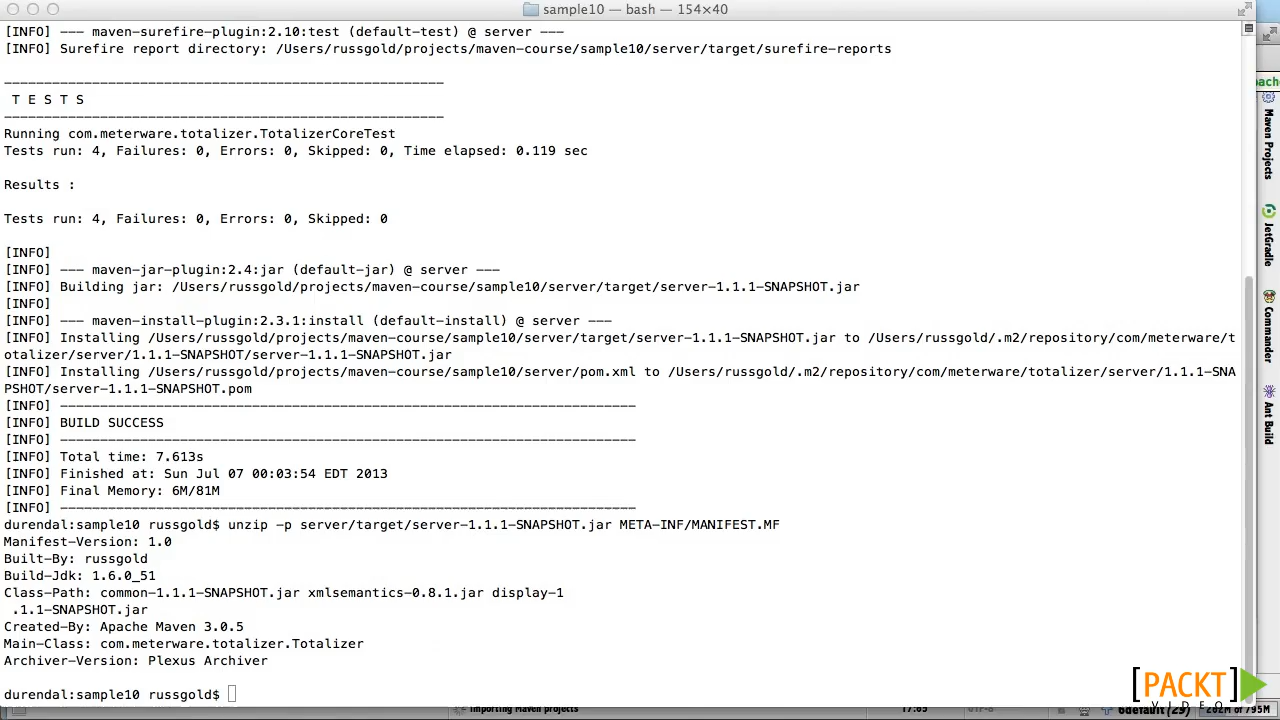 sample10 — bash — 154×40
[INFO] --- maven-surefire-plugin:2.10:test (default-test) @ server ---
[INFO] Surefire report directory: /Users/russgold/projects/maven-course/sample10/server/target/surefire-reports
-------------------------------------------------------
T E S T S
-------------------------------------------------------
Running com.meterware.totalizer.TotalizerCoreTest
Tests run: 4, Failures: 0, Errors: 0, Skipped: 0, Time elapsed: 0.119 sec
Results :
Tests run: 4, Failures: 0, Errors: 0, Skipped: 0
[INFO]
[INFO] --- maven-jar-plugin:2.4:jar (default-jar) @ server ---
[INFO] Building jar: /Users/russgold/projects/maven-course/sample10/server/target/server-1.1.1-SNAPSHOT.jar
[INFO]
[INFO] --- maven-install-plugin:2.3.1:install (default-install) @ server ---
[INFO] Installing /Users/russgold/projects/maven-course/sample10/server/target/server-1.1.1-SNAPSHOT.jar to /Users/russgold/.m2/repository/com/meterware/t
otalizer/server/1.1.1-SNAPSHOT/server-1.1.1-SNAPSHOT.jar
[INFO] Installing /Users/russgold/projects/maven-course/sample10/server/pom.xml to /Users/russgold/.m2/repository/com/meterware/totalizer/server/1.1.1-SNA
PSHOT/server-1.1.1-SNAPSHOT.pom
[INFO] ------------------------------------------------------------------------
[INFO] BUILD SUCCESS
[INFO] ------------------------------------------------------------------------
[INFO] Total time: 7.613s
[INFO] Finished at: Sun Jul 07 00:03:54 EDT 2013
[INFO] Final Memory: 6M/81M
[INFO] ------------------------------------------------------------------------
durendal:sample10 russgold$ unzip -p server/target/server-1.1.1-SNAPSHOT.jar META-INF/MANIFEST.MF
Manifest-Version: 1.0
Built-By: russgold
Build-Jdk: 1.6.0_51
Class-Path: common-1.1.1-SNAPSHOT.jar xmlsemantics-0.8.1.jar display-1
.1.1-SNAPSHOT.jar
Created-By: Apache Maven 3.0.5
Main-Class: com.meterware.totalizer.Totalizer
Archiver-Version: Plexus Archiver
durendal:sample10 russgold$
Maven Projects
JetGradle
Commander
Ant Build
[PACKT]
VIDEO
Importing Maven projects